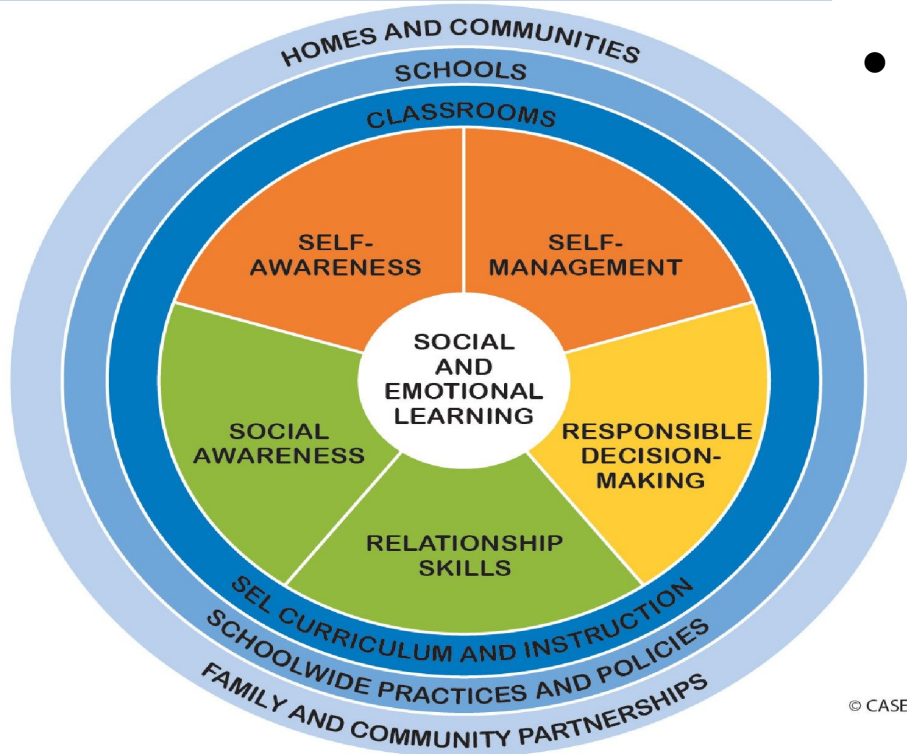 HOMES AND COMMUNITIES
SCHOOLS
CLASSROOMS
SELF-
AWARENESS
SELF-
MANAGEMENT
SOCIAL
AND
EMOTIONAL
LEARNING
SOCIAL
AWARENESS
RESPONSIBLE
DECISION-
MAKING
RELATIONSHIP
SKILLS
SEL CURRICULUM AND INSTRUCTION
SCHOOLWIDE PRACTICES AND POLICIES
FAMILY AND COMMUNITY PARTNERSHIPS
© CASE